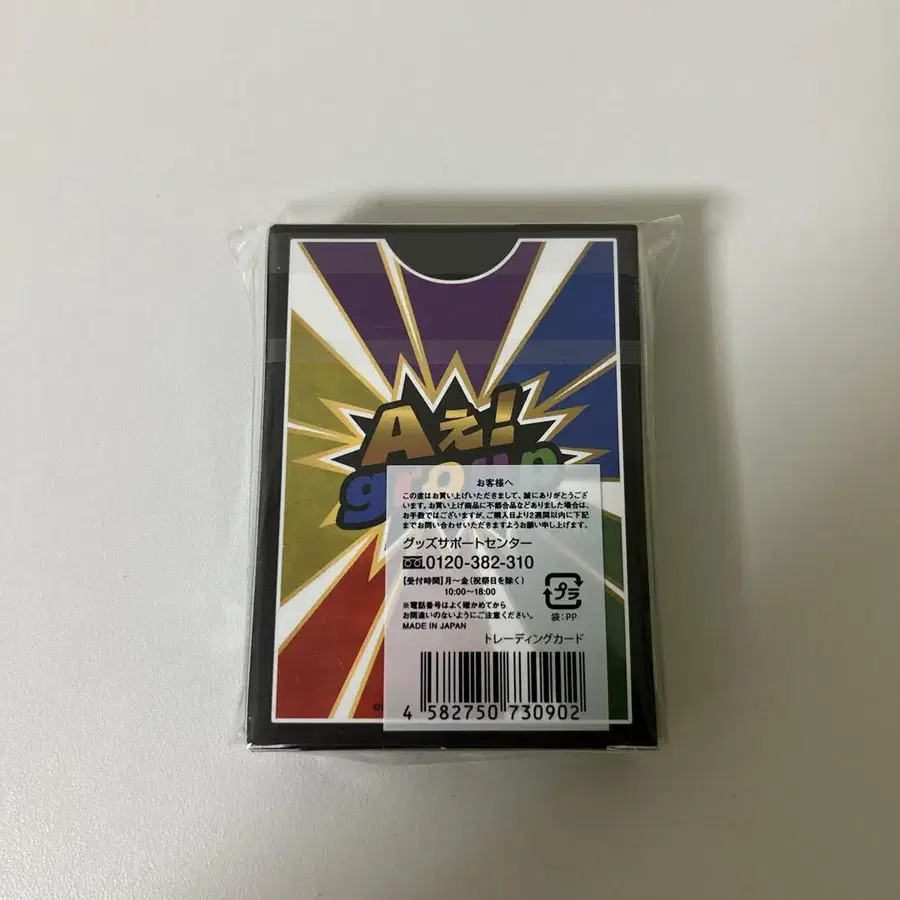 Aぇ!
group
お客様へ
この度はお買い上げいただきまして、誠にありがとうござ
います。お買い上げ商品に不都合品などありました場合は、
お手数ではございますが、ご購入日より2週間以内に下記
までお問い合わせいただきますようお願い申し上げます。
グッズサポートセンター
0120-382-310
【受付時間】月～金(祝祭日を除く)
10:00～18:00
※電話番号はよく確かめてから
お間違いのないようにご注意ください。
MADE IN JAPAN
プラ
袋:PP
トレーディングカード
4 582750 730902